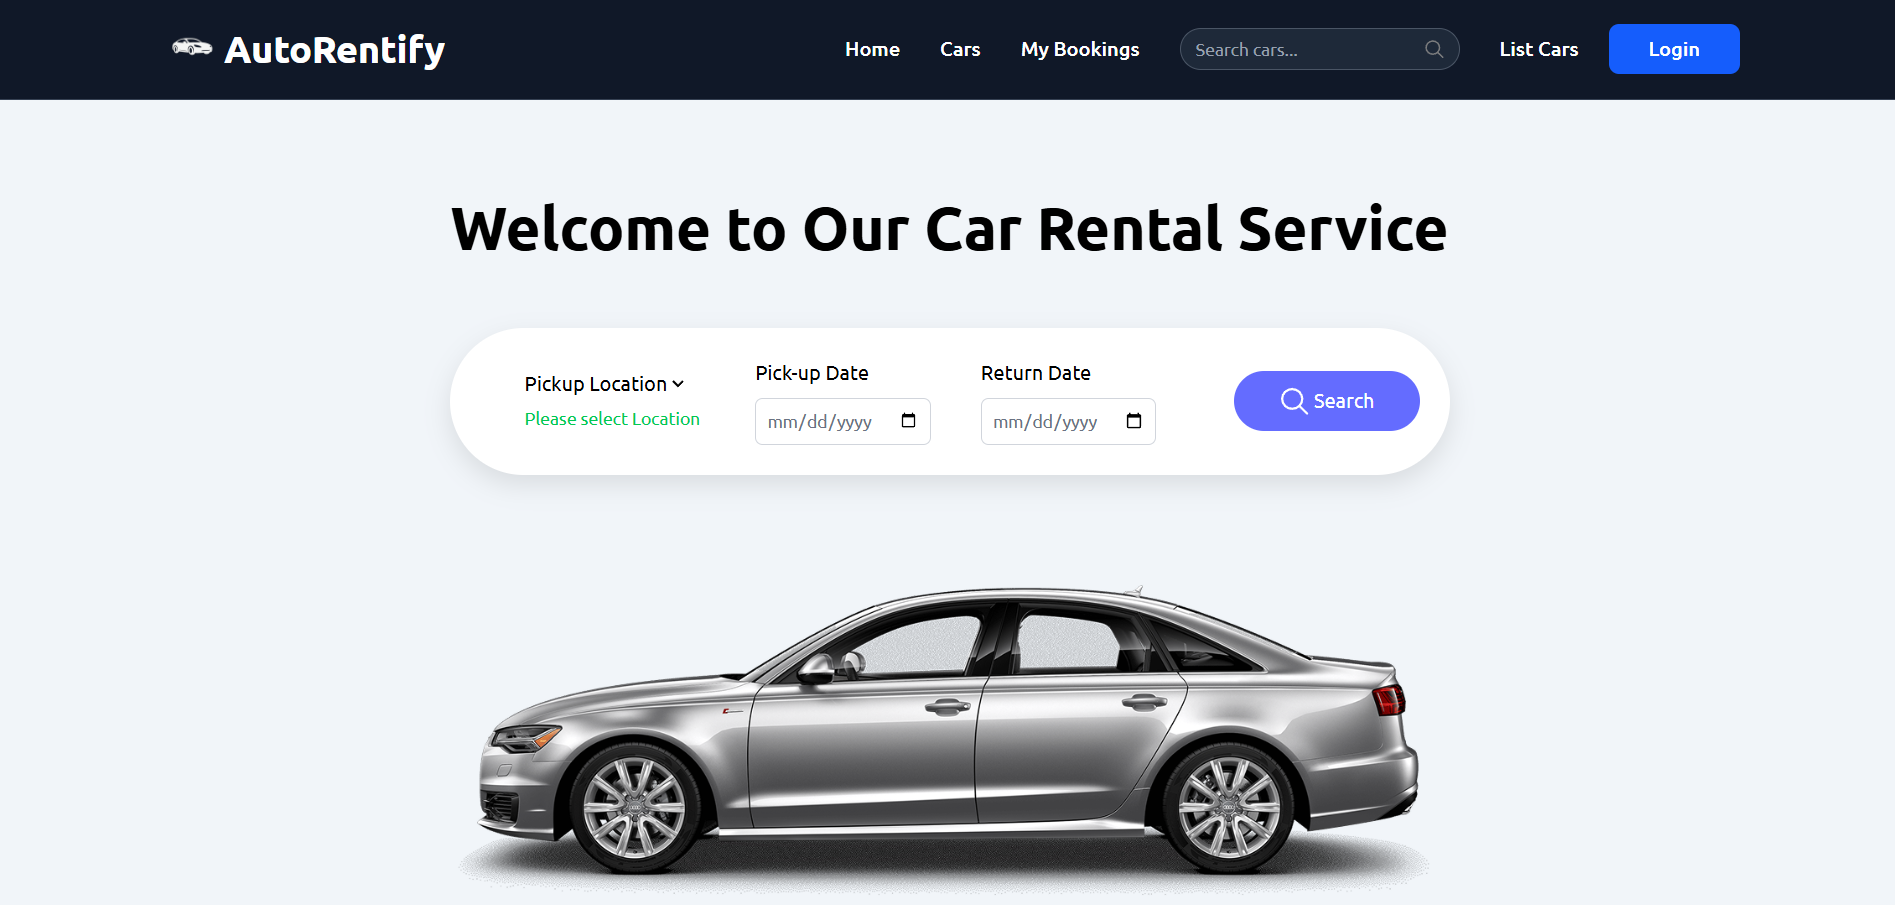 AutoRentify
Home Cars My Bookings Search cars... List Cars Login
Welcome to Our Car Rental Service
Pickup Location
Please select Location
Pick-up Date
mm/dd/yyyy
Return Date
mm/dd/yyyy
Search